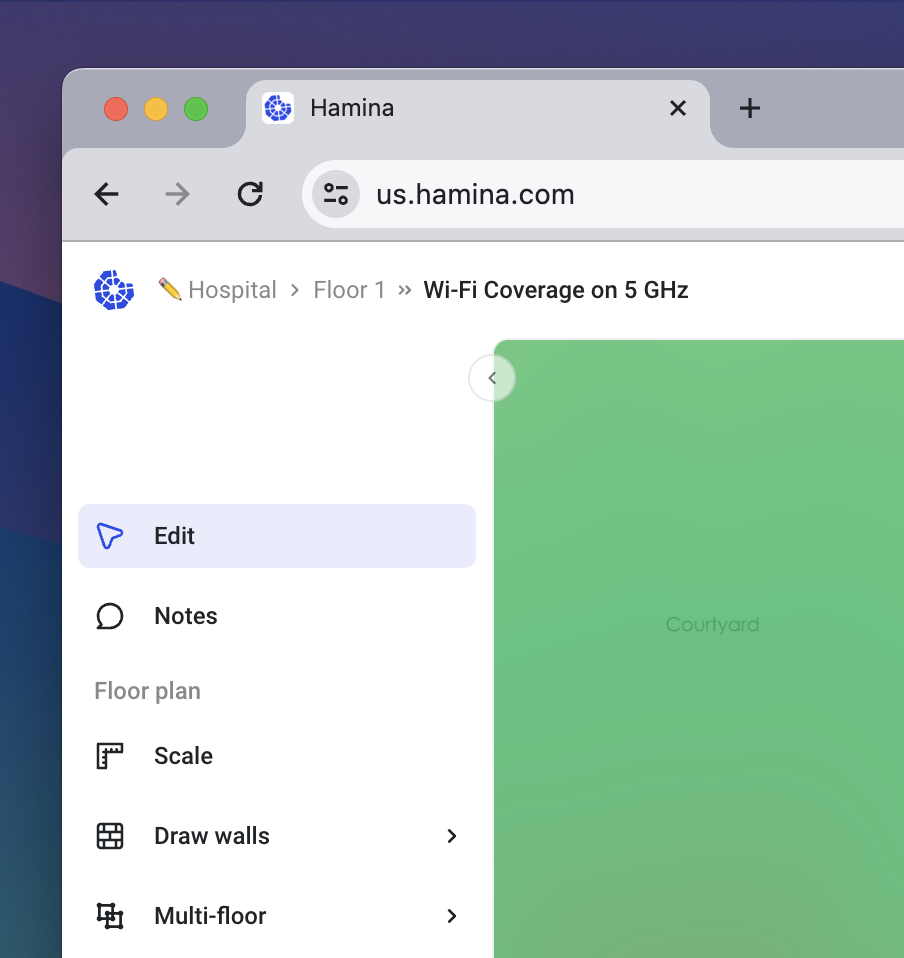 Hamina
us.hamina.com
✏️ Hospital > Floor 1 » Wi-Fi Coverage on 5 GHz
Edit
Courtyard
Notes
Floor plan
Scale
Draw walls
Multi-floor